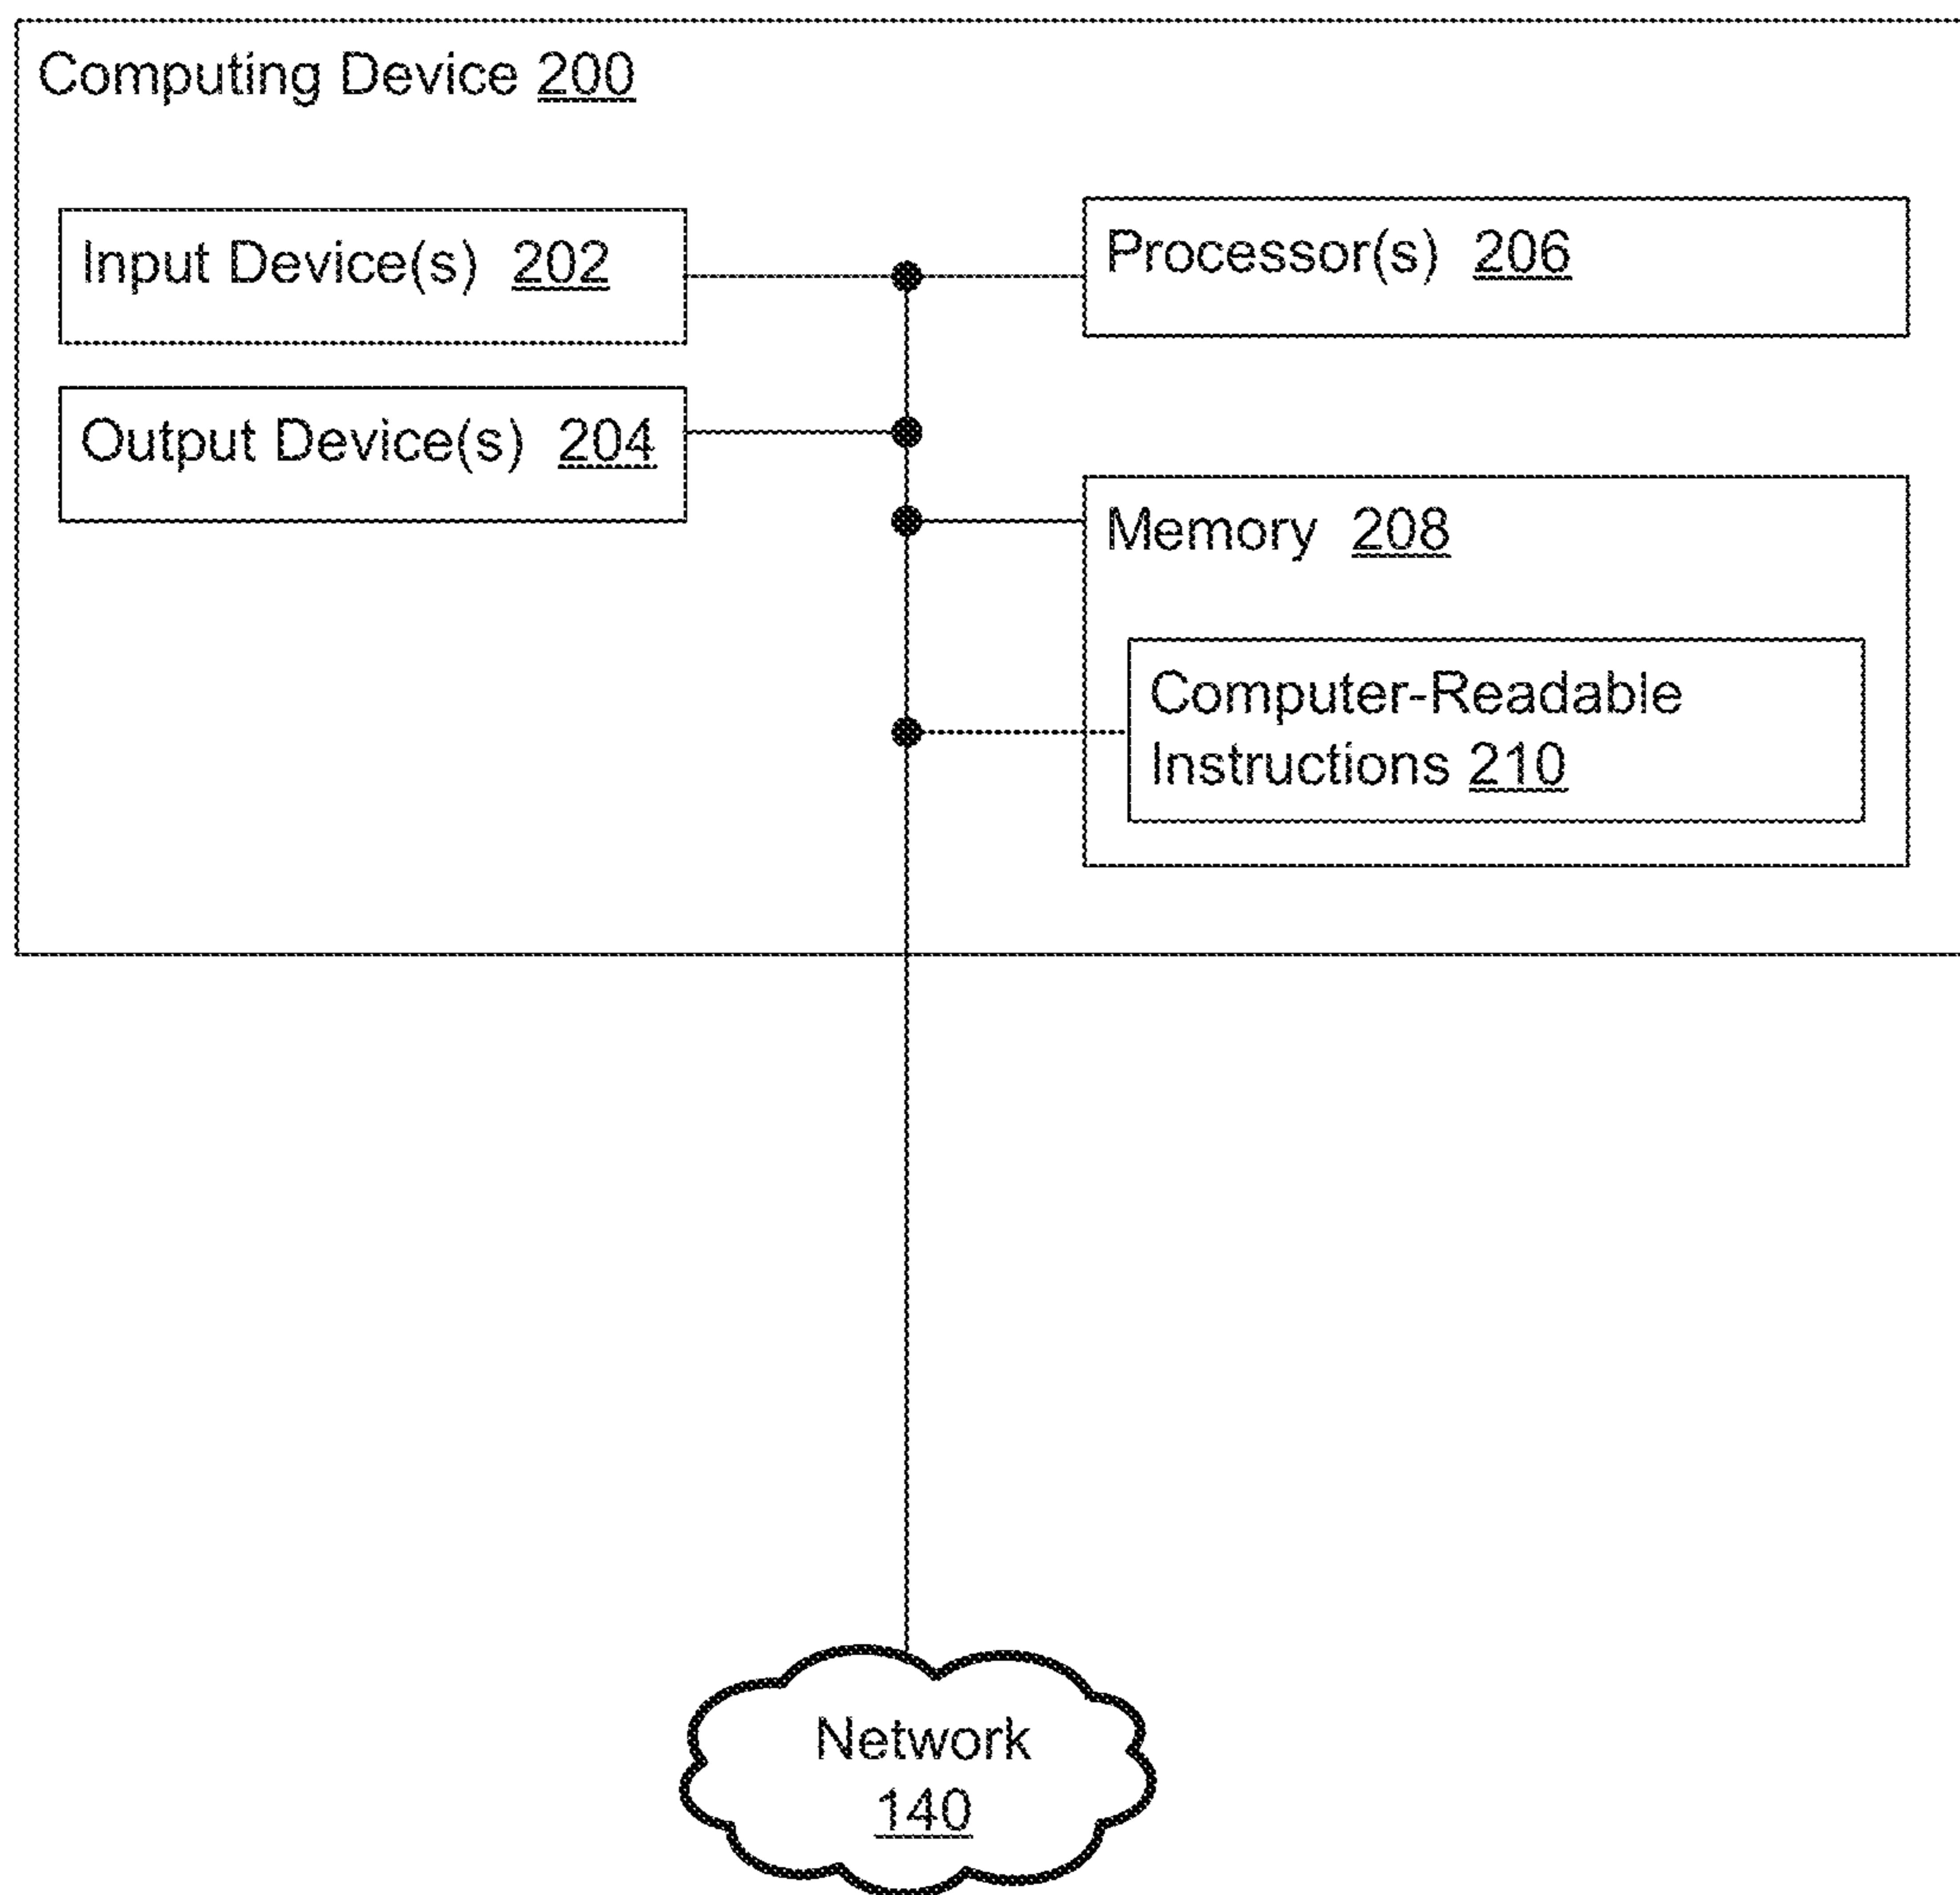 Computing Device 200
Input Device(s) 202
Processor(s) 206
Output Device(s) 204
Memory 208
Computer-Readable
Instructions 210
Network
140